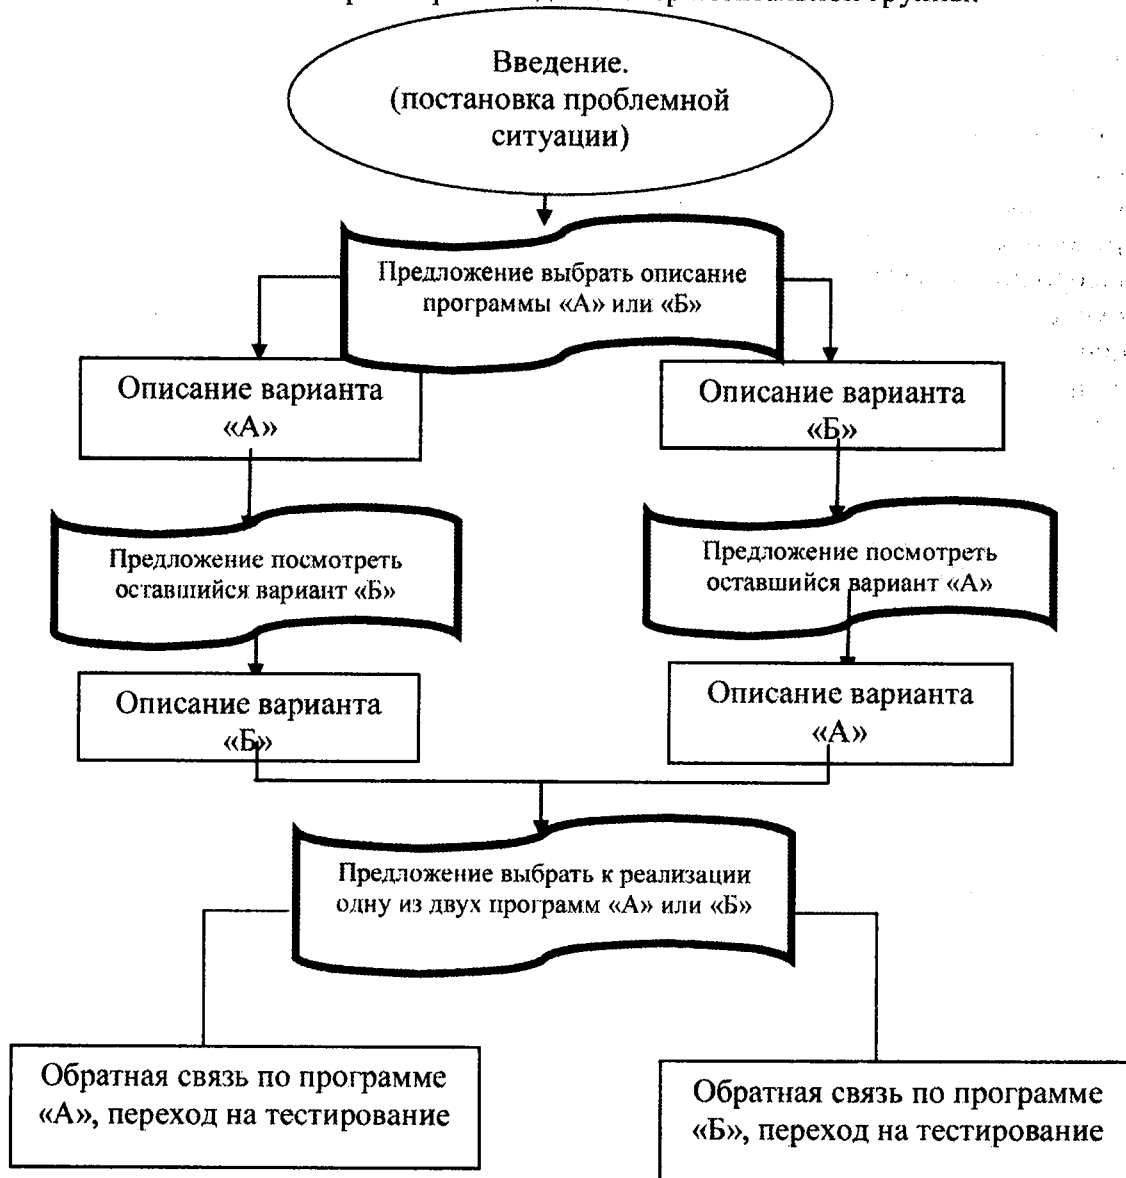 Введение.
(постановка проблемной
ситуации)
Предложение выбрать описание
программы «А» или «Б»
Описание варианта
«А»
Описание варианта
«Б»
Предложение посмотреть
оставшийся вариант «Б»
Предложение посмотреть
оставшийся вариант «А»
Описание варианта
«Б»
Описание варианта
«А»
Предложение выбрать к реализации
одну из двух программ «А» или «Б»
Обратная связь по программе
«А», переход на тестирование
Обратная связь по программе
«Б», переход на тестирование